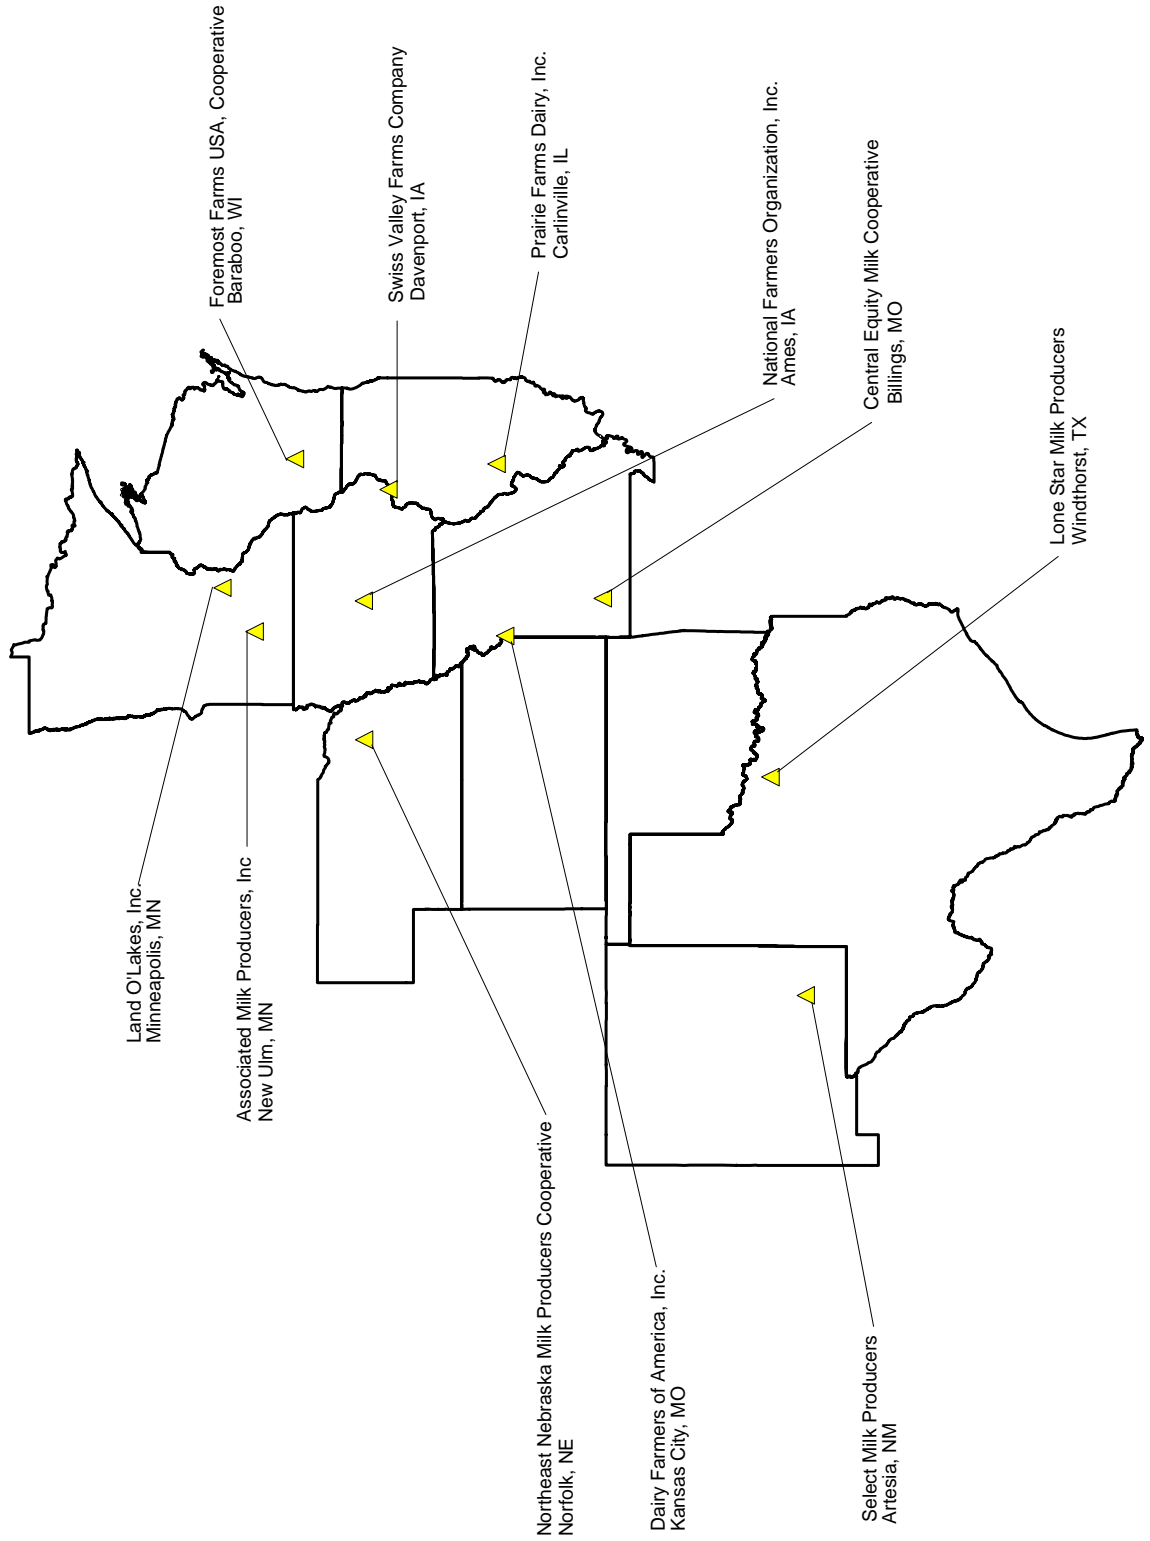 Land O'Lakes, Inc.
Minneapolis, MN
Associated Milk Producers, Inc
New Ulm, MN
Northeast Nebraska Milk Producers Cooperative
Norfolk, NE
Dairy Farmers of America, Inc.
Kansas City, MO
Select Milk Producers
Artesia, NM
Foremost Farms USA, Cooperative
Baraboo, WI
Swiss Valley Farms Company
Davenport, IA
Prairie Farms Dairy, Inc.
Carlinville, IL
National Farmers Organization, Inc.
Ames, IA
Central Equity Milk Cooperative
Billings, MO
Lone Star Milk Producers
Windthorst, TX